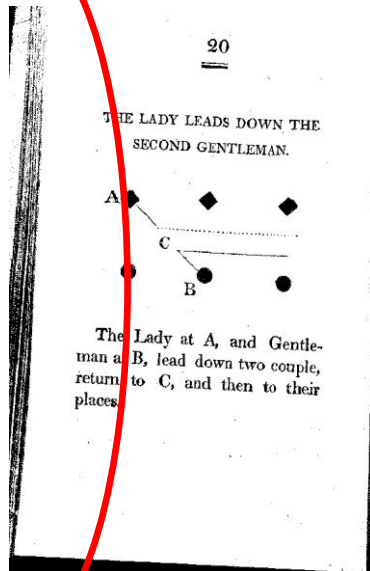 20
THE LADY LEADS DOWN THE
SECOND GENTLEMAN.
A
C
B
The Lady at A, and Gentle-
man at B, lead down two couple,
return to C, and then to their
places.